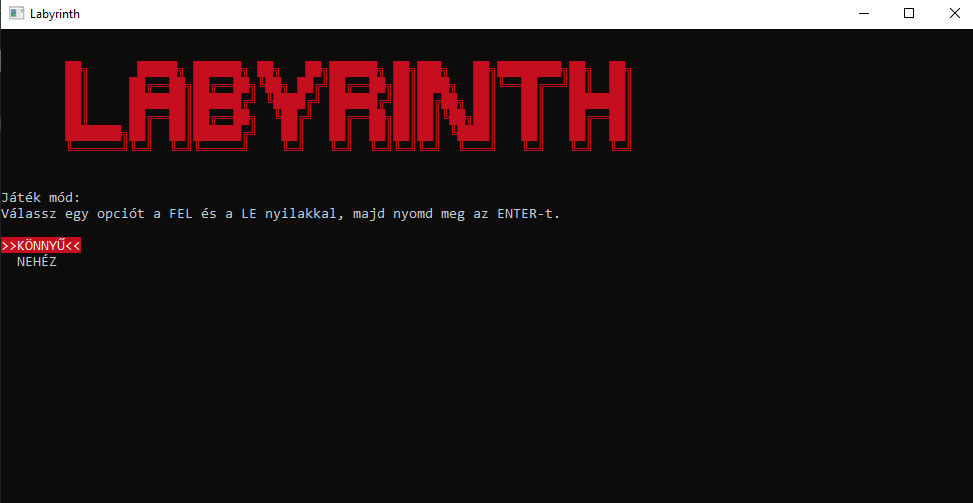 Labyrinth
LABYRINTH
Játék mód:
Válassz egy opciót a FEL és a LE nyilakkal, majd nyomd meg az ENTER-t.
>>KÖNNYŰ<<
NEHÉZ